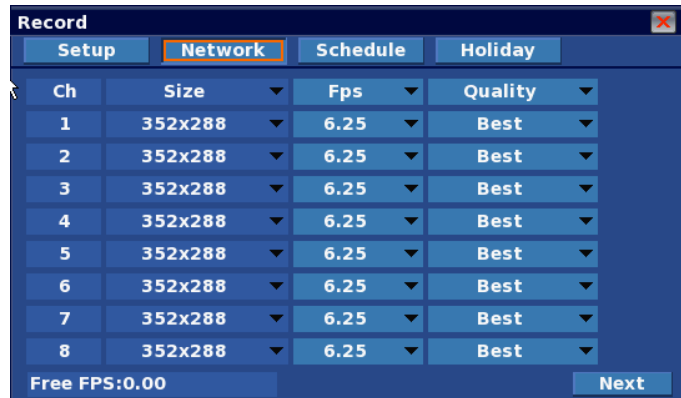 Record
Setup Network Schedule Holiday
Ch Size Fps Quality
1 352x288 6.25 Best
2 352x288 6.25 Best
3 352x288 6.25 Best
4 352x288 6.25 Best
5 352x288 6.25 Best
6 352x288 6.25 Best
7 352x288 6.25 Best
8 352x288 6.25 Best
Free FPS:0.00 Next